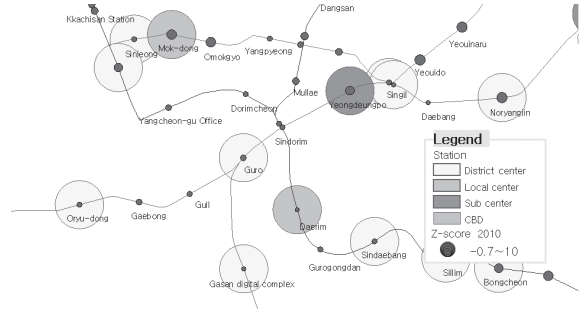 Dangsan
Kkachisan Station
Sinjeong
Mok-dong
Omokgyo
Yangpyeong
Yeouinaru
Yeouido
Mullae
Yeongdeungpo
Singil
Daebang
Noryangjin
Yangcheon-gu Office
Dorimcheon
Sindorim
Guro
Guil
Gaebong
Oryu-dong
Daerim
Gurogongdan
Sindaebang
Sillim
Bongcheon
Gasan digital complex
Legend
Station
District center
Local center
Sub center
CBD
Z-score 2010
-0.7~10